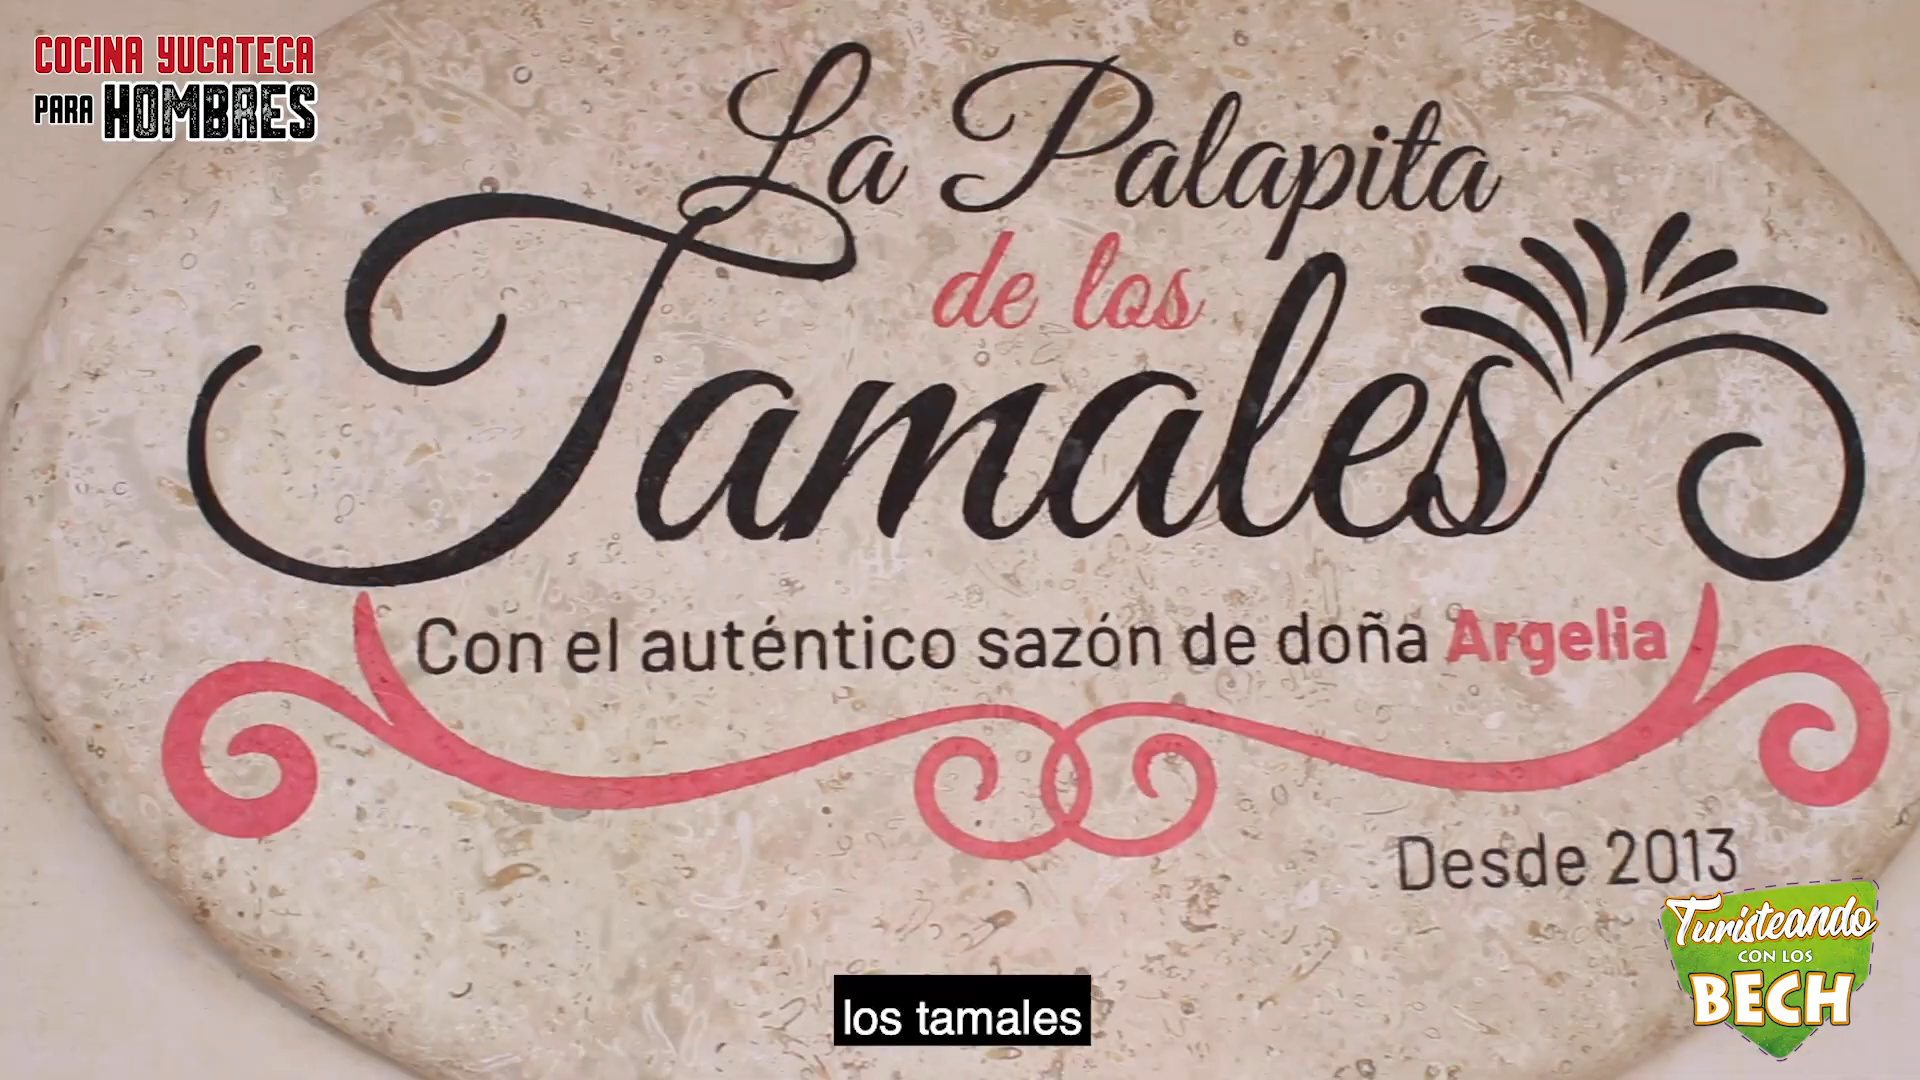 COCINA YUCATECA
PARA HOMBRES
La Palapita
de los
Tamales
Con el auténtico sazón de doña Argelia
Desde 2013
Turisteando
CON LOS
BECH
los tamales